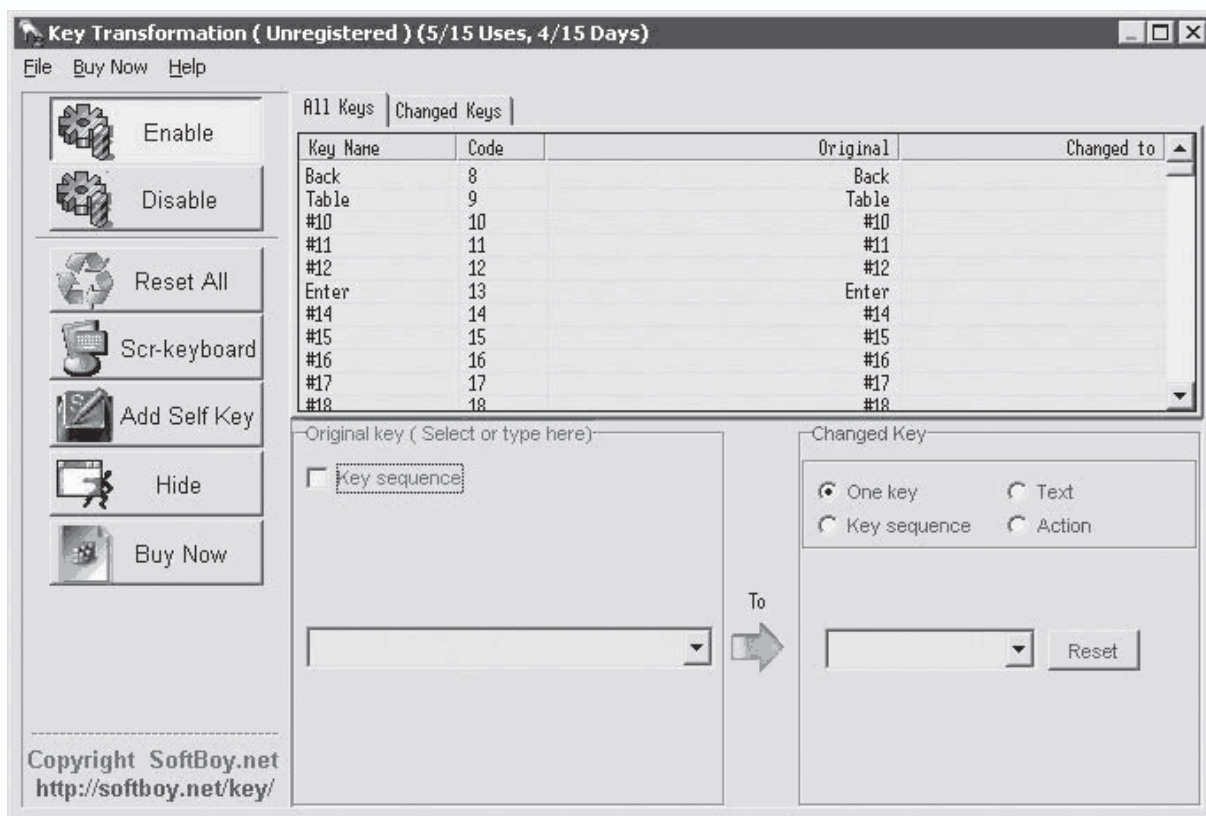 Key Transformation ( Unregistered ) (5/15 Uses, 4/15 Days)
File Buy Now Help
Enable
Disable
Reset All
Scr-keyboard
Add Self Key
Hide
Buy Now
Copyright SoftBoy.net
http://softboy.net/key/
All Keys Changed Keys
Key Name Code Original Changed to
Back 8 Back
Table 9 Table
#10 10 #10
#11 11 #11
#12 12 #12
Enter 13 Enter
#14 14 #14
#15 15 #15
#16 16 #16
#17 17 #17
#18 18 #18
Original key ( Select or type here)
Key sequence
To
Changed Key
One key Text
Key sequence Action
Reset